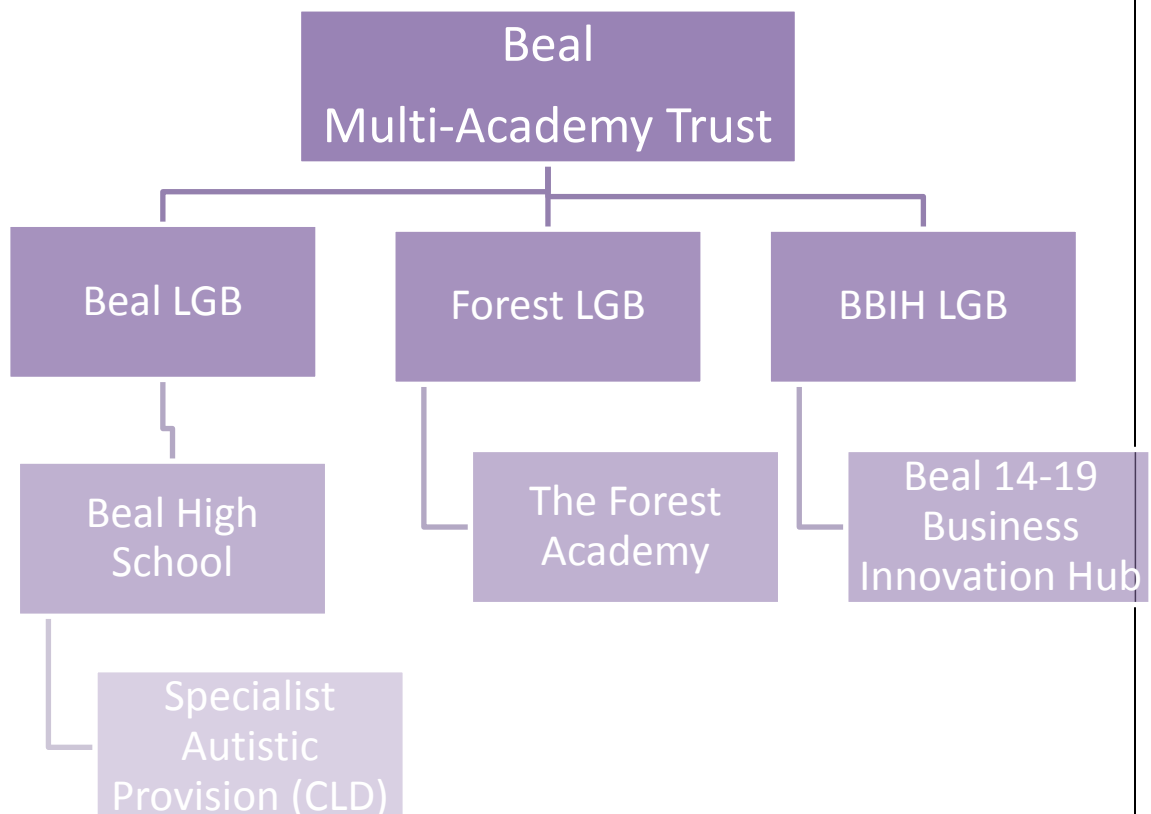 Beal
Multi-Academy Trust
Beal LGB
Forest LGB
BBIH LGB
Beal High
School
The Forest
Academy
Beal 14-19
Business
Innovation Hub
Specialist
Autistic
Provision (CLD)